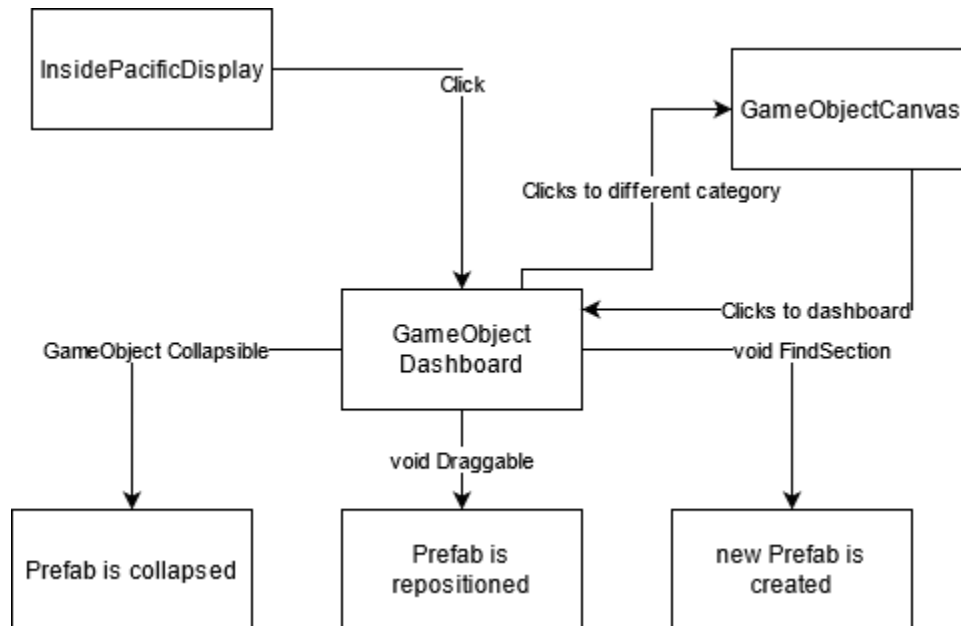 InsidePacificDisplay
Click
GameObjectCanvas
Clicks to different category
Clicks to dashboard
GameObject
Dashboard
GameObject Collapsible
void FindSection
void Draggable
Prefab is collapsed
Prefab is
repositioned
new Prefab is
created